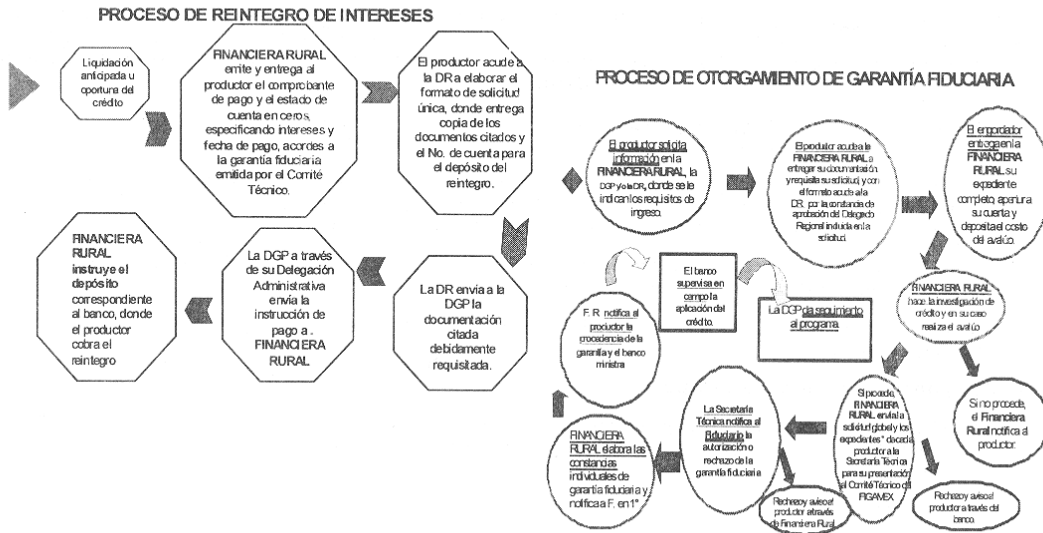 PROCESO DE REINTEGRO DE INTERESES
Liquidación
anticipada u
oportuna del
crédito
FINANCIERA RURAL
emite y entrega al
productor el comprobante
de pago y el estado de
cuenta en ceros,
especificando intereses y
fecha de pago, acordes a
la garantía fiduciaria
emitida por el Comité
Técnico.
El productor acude a
la DR a elaborar el
formato de solicitud
única, donde entrega
copia de los
documentos citados y
el No. de cuenta para
el depósito del
reintegro.
La DR envía a la
DGP la
documentación
citada
debidamente
requisitada.
La DGP a través
de su Delegación
Administrativa
envía la
instrucción de
pago a .
FINANCIERA
RURAL
FINANCIERA
RURAL
instruye el
depósito
correspondiente
al banco, donde
el productor
cobra el
reintegro
PROCESO DE OTORGAMIENTO DE GARANTÍA FIDUCIARIA
El productor solicita
información en la
FINANCIERA RURAL, la
DGP y/o la DR, donde se le
indican los requisitos de
ingreso.
El productor acude a la
FINANCIERA RURAL a
entregar su documentación
y requisita su solicitud, y con
el formato acude a la
DR, por la constancia de
aprobación del Delegado
Regional incluida en la
solicitud.
El engordador
entrega en la
FINANCIERA
RURAL su
expediente
completo, apertura
su cuenta y
deposita el costo
del avalúo.
FINANCIERA RURAL
hace la investigación de
crédito y en su caso
realiza el avalúo
Si no procede,
el Financiera
Rural notifica al
productor.
Si procede,
FINANCIERA
RURAL envía la
solicitud global y los
expedientes* de cada
productor a la
Secretaría Técnica
para su presentación
al Comité Técnico del
FIGAMEX
Rechazo y aviso al
productor a través del
banco.
La Secretaría
Técnica notifica al
Fiduciario la
autorización o
rechazo de la
garantía fiduciaria
Rechazo y aviso al
productor a través
de Financiera Rural
FINANCIERA
RURAL elabora las
constancias
individuales de
garantía fiduciaria y
notifica a F. en 1°
F. R. notifica al
productor la
procedencia de la
garantía y el banco
ministra
El banco
supervisa en
campo la
aplicación del
crédito.
La DGP da seguimiento
al programa.